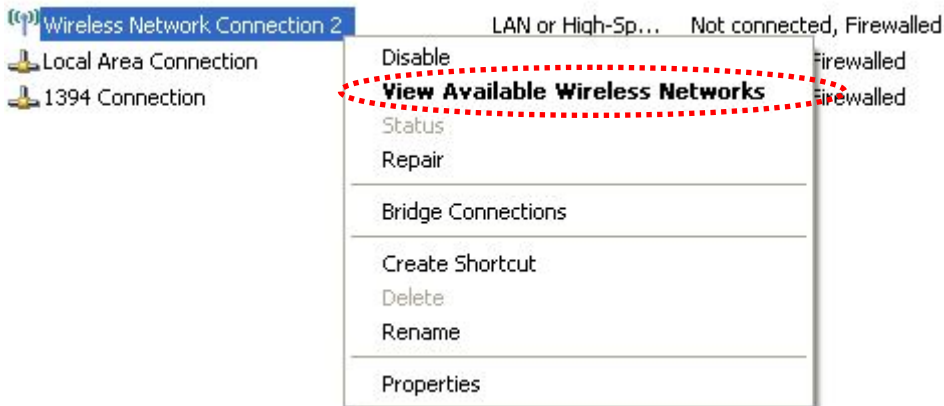 Wireless Network Connection 2 LAN or High-Sp... Not connected, Firewalled
Local Area Connection Firewalled
1394 Connection Firewalled
Disable
View Available Wireless Networks
Status
Repair
Bridge Connections
Create Shortcut
Delete
Rename
Properties